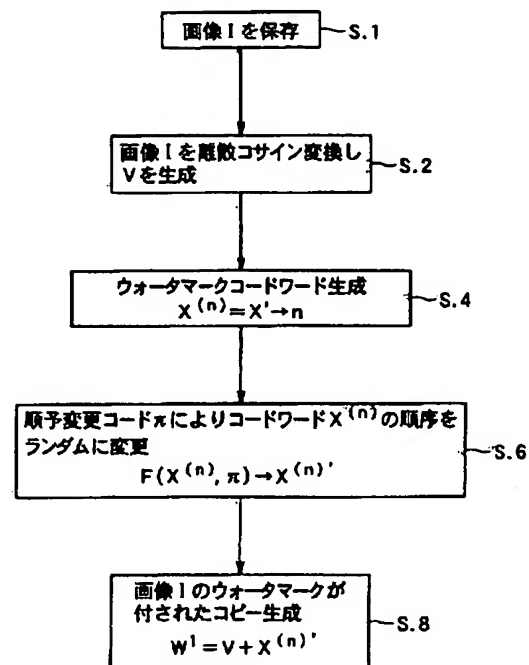 画像Iを保存
S.1
画像Iを離散コサイン変換し
Vを生成
S.2
ウォータマークコードワード生成
X(n)=X'→n
S.4
順予変更コードπによりコードワードX(n)の順序を
ランダムに変更
F(X(n),π)→X(n)'
S.6
画像Iのウォータマークが
付されたコピー生成
W1=V+X(n)'
S.8